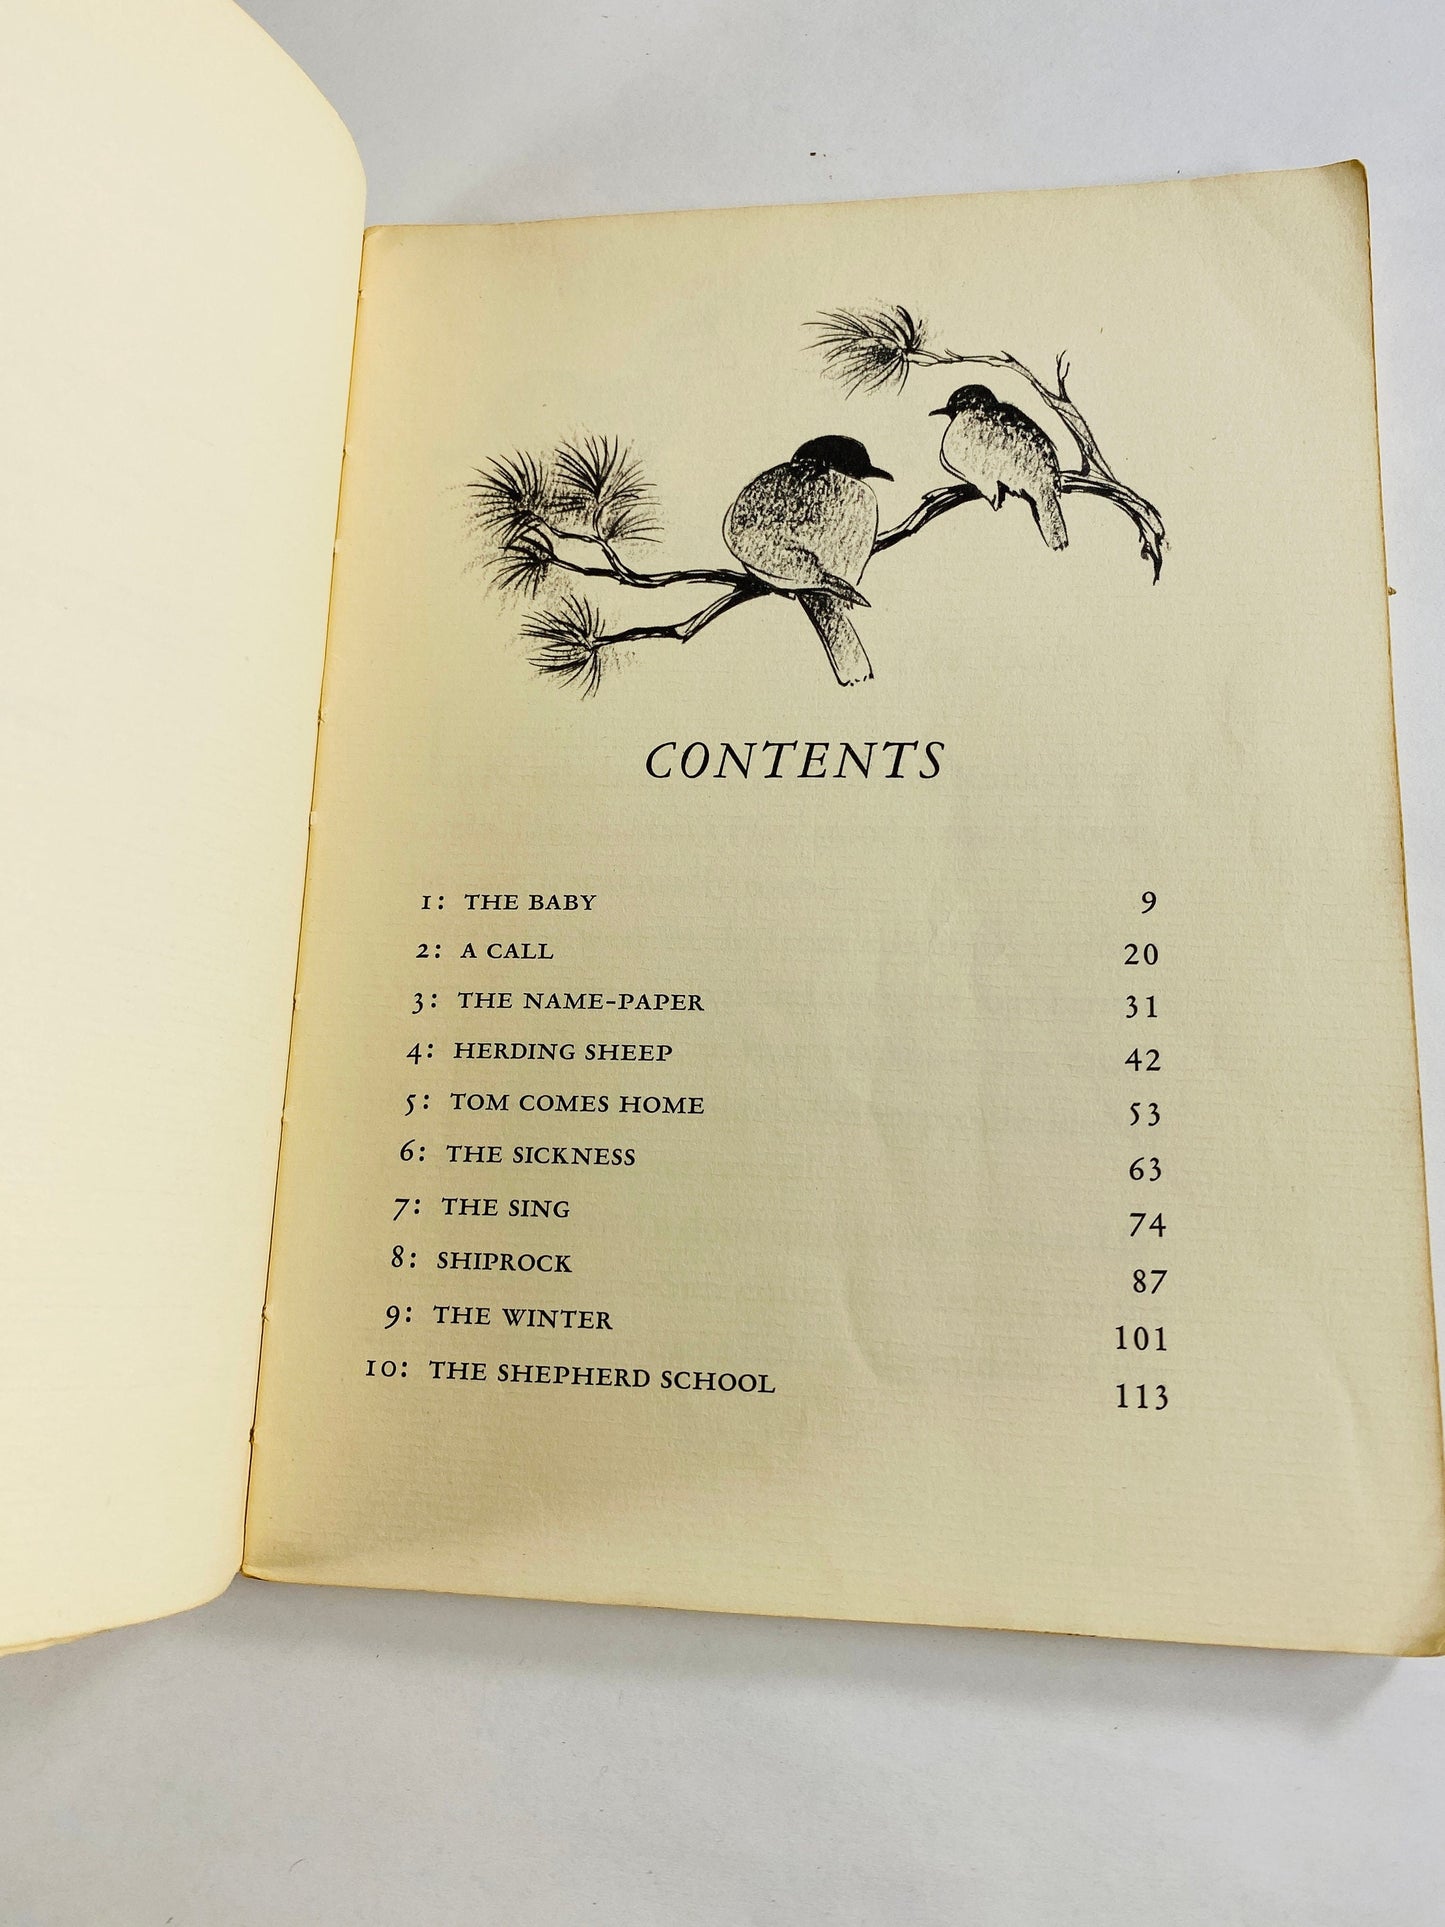 CONTENTS
1: THE BABY 9
2: A CALL 20
3: THE NAME-PAPER 31
4: HERDING SHEEP 42
5: TOM COMES HOME 53
6: THE SICKNESS 63
7: THE SING 74
8: SHIPROCK 87
9: THE WINTER 101
10: THE SHEPHERD SCHOOL 113